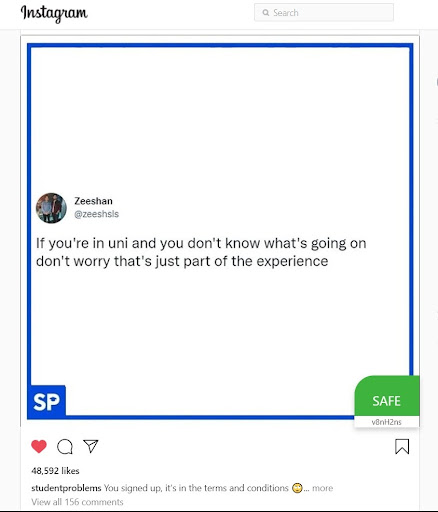 Instagram
Search
Zeeshan
@zeeshsls
If you're in uni and you don't know what's going on
don't worry that's just part of the experience
SP
SAFE
v8nH2ns
48,592 likes
studentproblems You signed up, it's in the terms and conditions 🙄... more
View all 156 comments